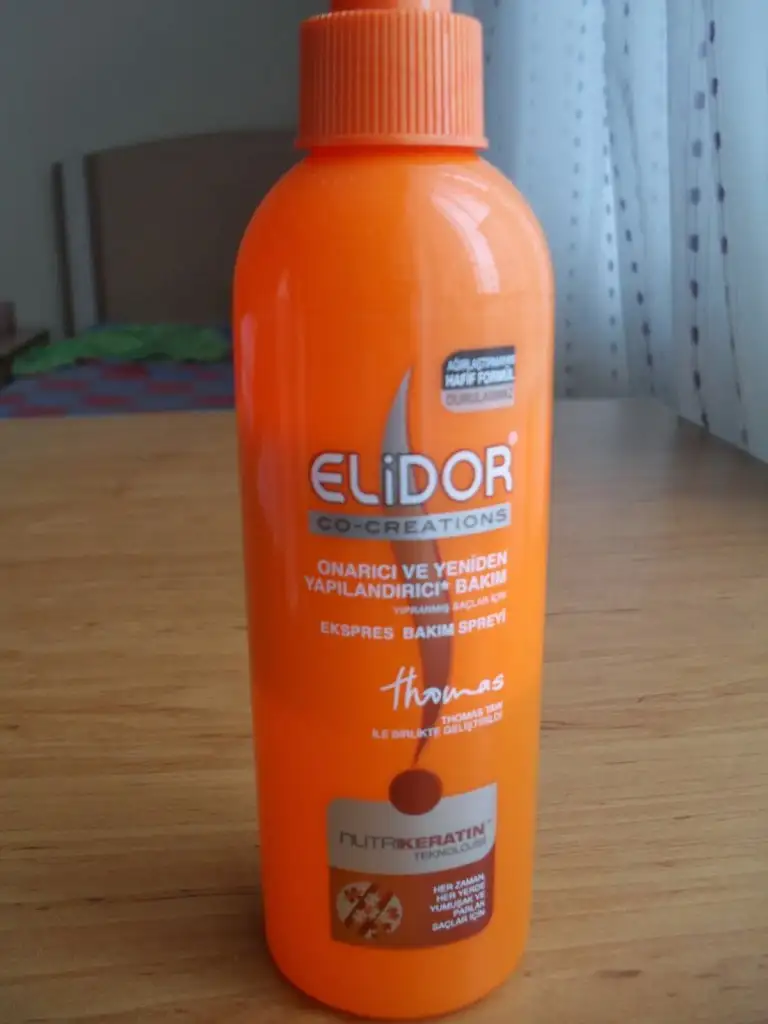 AĞIRLAŞTIRMAYAN
HAFİF FORMÜL
DURULANMAZ
ELiDOR
CO-CREATIONS
ONARICI VE YENİDEN
YAPILANDIRICI* BAKIM
YIPRANMIŞ SAÇLAR İÇİN
EKSPRES BAKIM SPREYİ
thomas
THOMAS TAW
İLE BİRLİKTE GELİŞTİRİLDİ
NUTRIKERATIN™
TEKNOLOJİSİ
HER ZAMAN,
HER YERDE
YUMUŞAK VE
PARLAK
SAÇLAR İÇİN